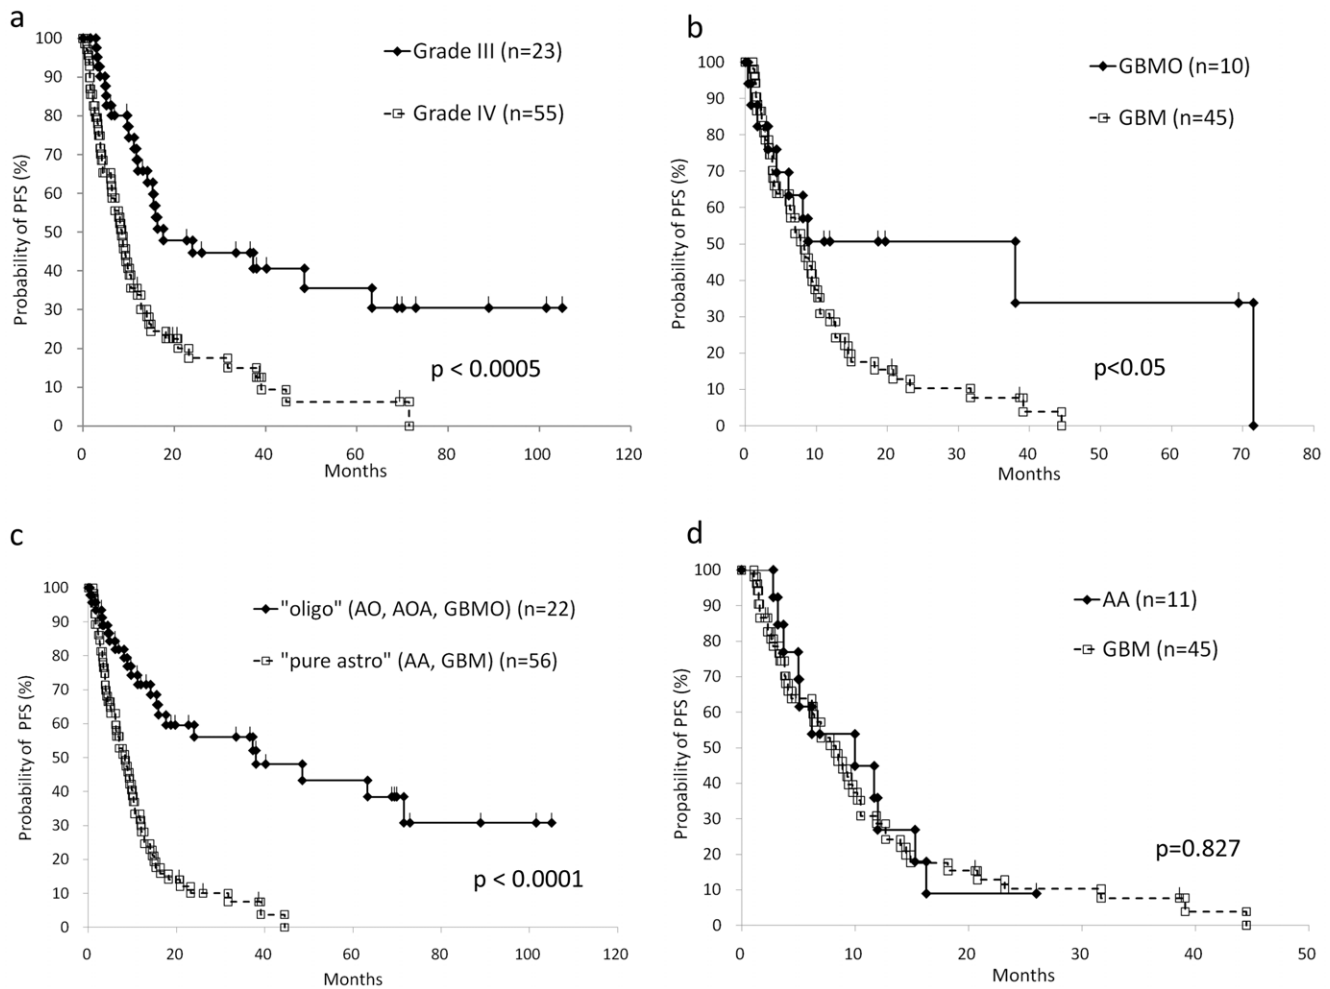 a
100
90
80
70
60
50
40
30
20
10
0
Probability of PFS (%)
Grade III (n=23)
Grade IV (n=55)
p < 0.0005
0 20 40 60 80 100 120
Months
b
100
90
80
70
60
50
40
30
20
10
0
Probability of PFS (%)
GBMO (n=10)
GBM (n=45)
p<0.05
0 10 20 30 40 50 60 70 80
Months
c
100
90
80
70
60
50
40
30
20
10
0
Probability of PFS (%)
"oligo" (AO, AOA, GBMO) (n=22)
"pure astro" (AA, GBM) (n=56)
p < 0.0001
0 20 40 60 80 100 120
Months
d
100
90
80
70
60
50
40
30
20
10
0
Propability of PFS (%)
AA (n=11)
GBM (n=45)
p=0.827
0 10 20 30 40 50
Months